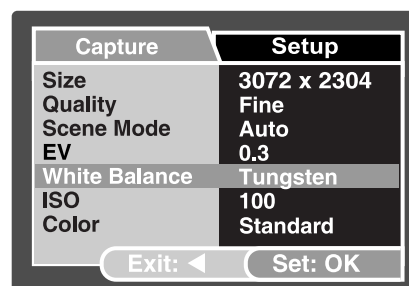 Capture Setup
Size 3072 x 2304
Quality Fine
Scene Mode Auto
EV 0.3
White Balance Tungsten
ISO 100
Color Standard
Exit: ◀ Set: OK